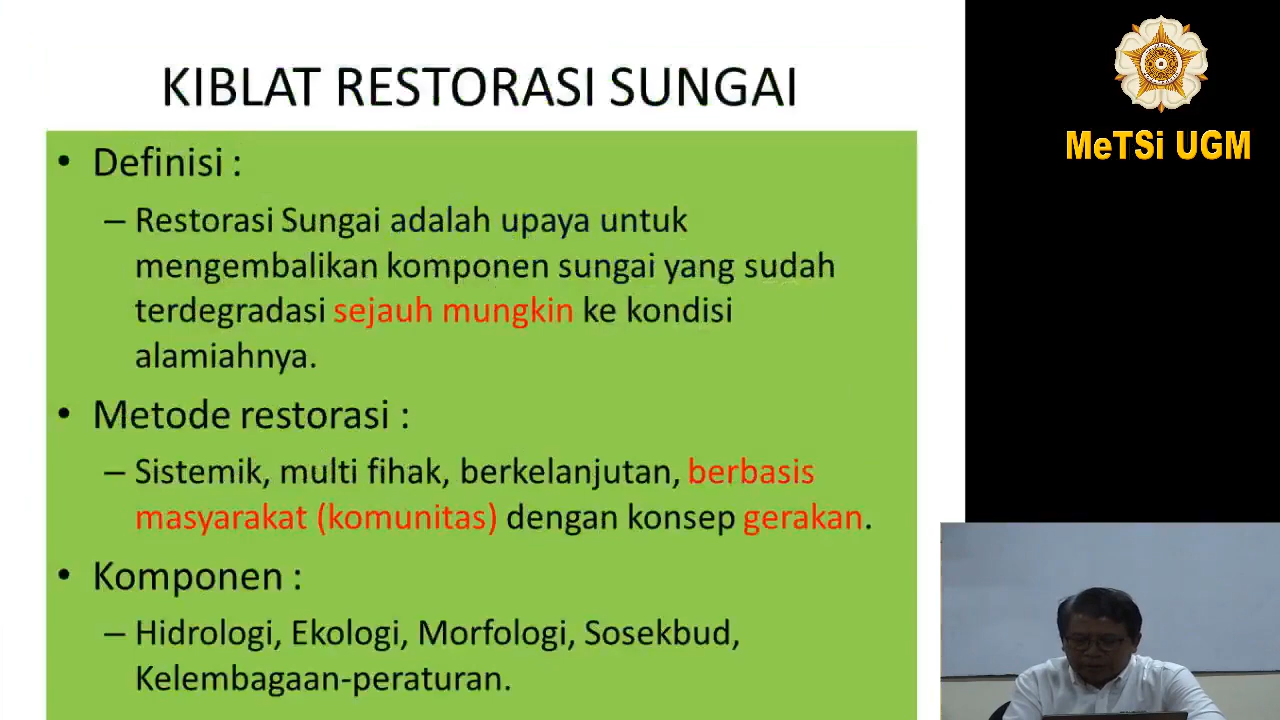 KIBLAT RESTORASI SUNGAI
• Definisi :
– Restorasi Sungai adalah upaya untuk
mengembalikan komponen sungai yang sudah
terdegradasi sejauh mungkin ke kondisi
alamiahnya.
• Metode restorasi :
– Sistemik, multi fihak, berkelanjutan, berbasis
masyarakat (komunitas) dengan konsep gerakan.
• Komponen :
– Hidrologi, Ekologi, Morfologi, Sosekbud,
Kelembagaan-peraturan.
MeTSi UGM